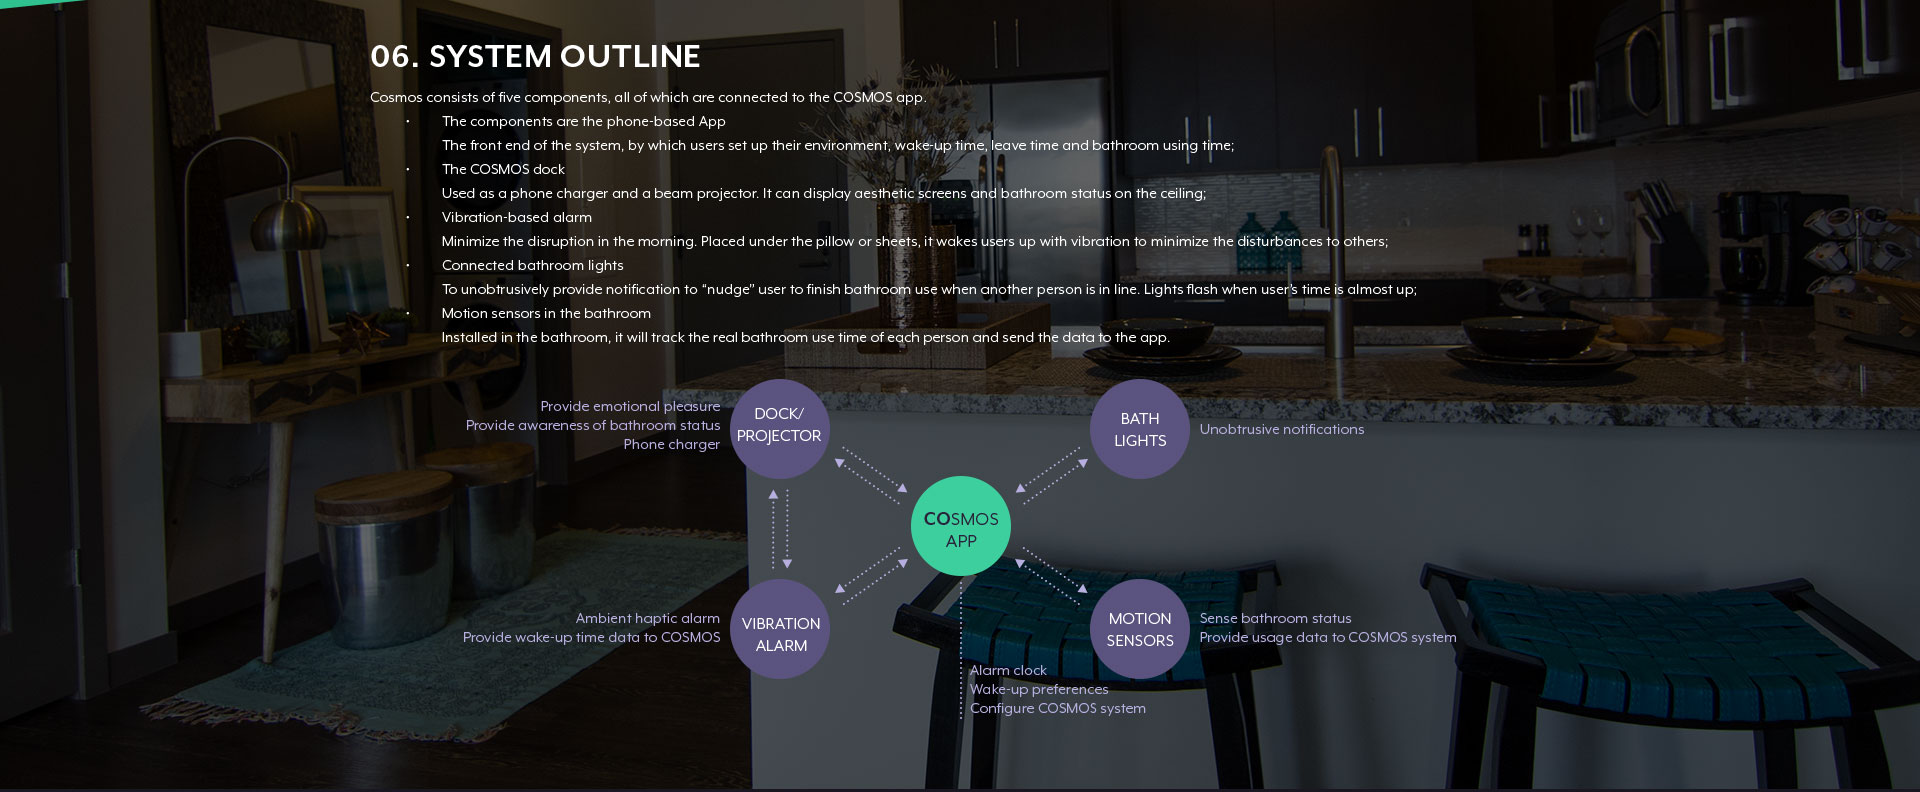 06. SYSTEM OUTLINE
Cosmos consists of five components, all of which are connected to the COSMOS app.
• The components are the phone-based App
The front end of the system, by which users set up their environment, wake-up time, leave time and bathroom using time;
• The COSMOS dock
Used as a phone charger and a beam projector. It can display aesthetic screens and bathroom status on the ceiling;
• Vibration-based alarm
Minimize the disruption in the morning. Placed under the pillow or sheets, it wakes users up with vibration to minimize the disturbances to others;
• Connected bathroom lights
To unobtrusively provide notification to “nudge” user to finish bathroom use when another person is in line. Lights flash when user's time is almost up;
• Motion sensors in the bathroom
Installed in the bathroom, it will track the real bathroom use time of each person and send the data to the app.
Provide emotional pleasure
Provide awareness of bathroom status
Phone charger
DOCK/
PROJECTOR
BATH
LIGHTS
Unobtrusive notifications
COSMOS
APP
Ambient haptic alarm
Provide wake-up time data to COSMOS
VIBRATION
ALARM
MOTION
SENSORS
Sense bathroom status
Provide usage data to COSMOS system
Alarm clock
Wake-up preferences
Configure COSMOS system